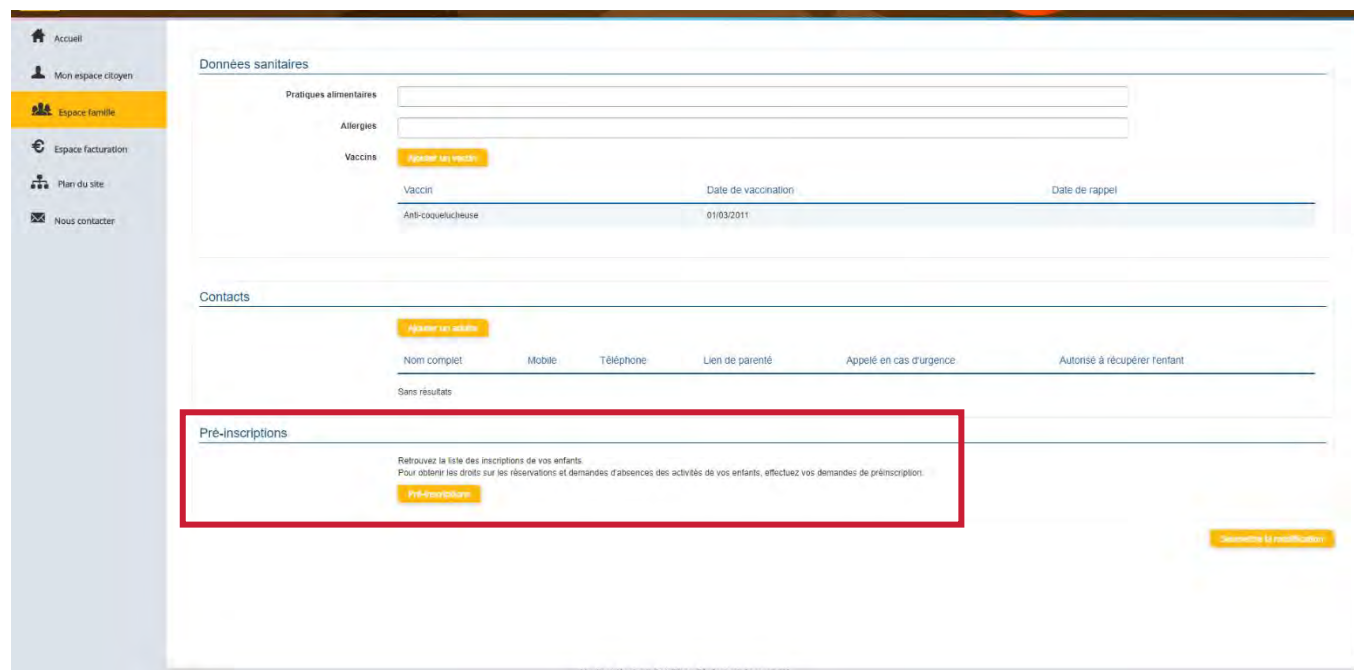 Accueil
Mon espace citoyen
Espace famille
Espace facturation
Plan du site
Nous contacter
Données sanitaires
Pratiques alimentaires
Allergies
Vaccins
Ajouter un vaccin
Vaccin Date de vaccination Date de rappel
Anti-coquelucheuse 01/03/2011
Contacts
Ajouter un adulte
Nom complet Mobile Téléphone Lien de parenté Appelé en cas d'urgence Autorisé à récupérer l'enfant
Sans résultats
Pré-inscriptions
Retrouvez la liste des inscriptions de vos enfants.
Pour obtenir les droits sur les réservations et demandes d'absences des activités de vos enfants, effectuez vos demandes de préinscription.
Pré-inscriptions
Soumettre la modification